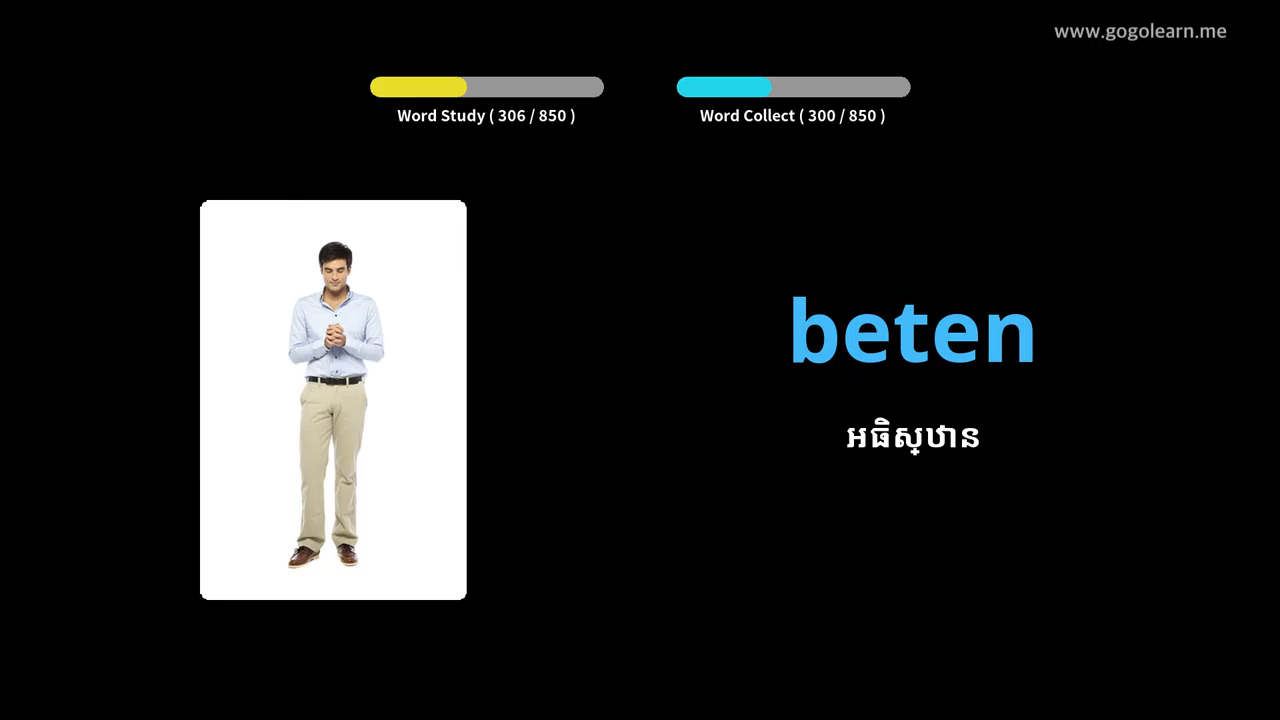 www.gogolearn.me
Word Study ( 306 / 850 )
Word Collect ( 300 / 850 )
beten
អធិស្ឋាន